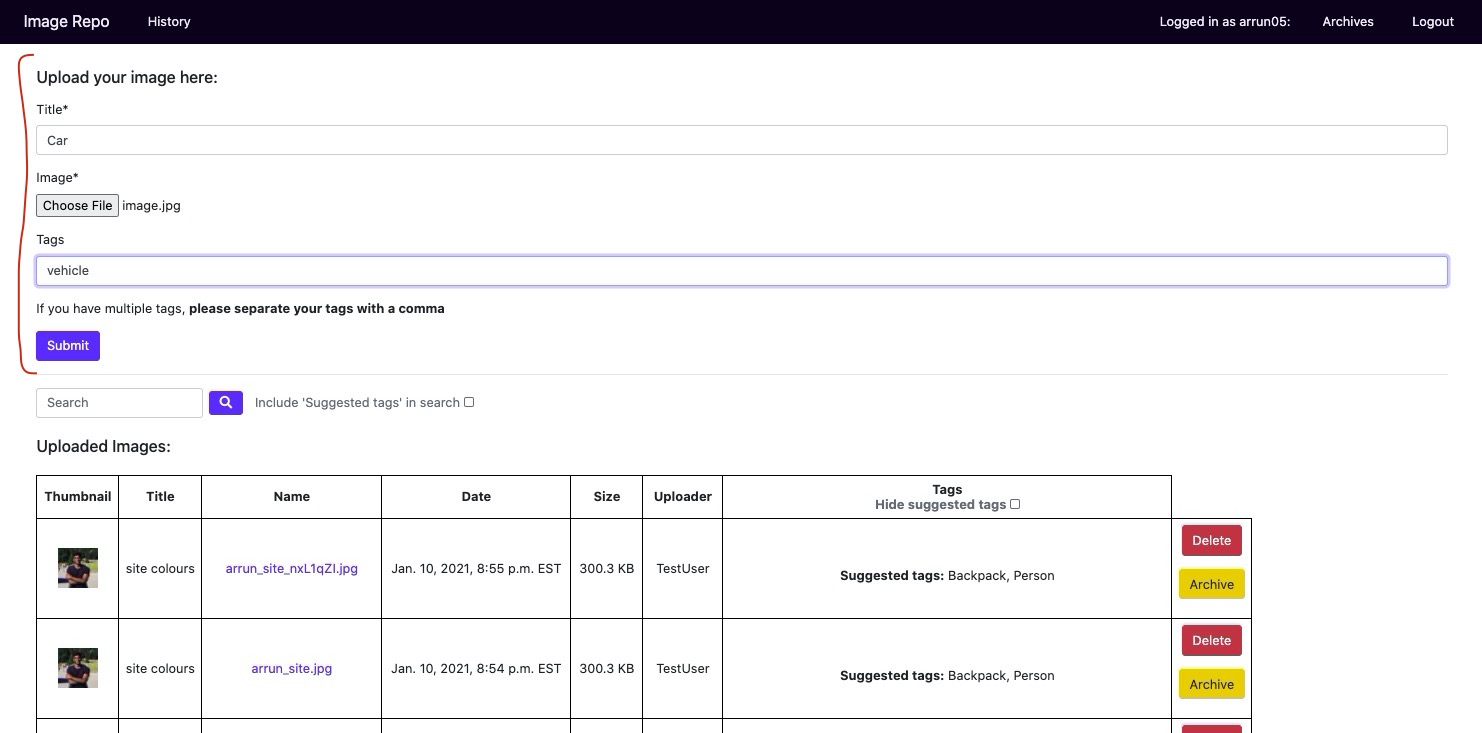 Image Repo History Logged in as arrun05: Archives Logout
Upload your image here:
Title*
Car
Image*
Choose File image.jpg
Tags
vehicle
If you have multiple tags, please separate your tags with a comma
Submit
Search Include 'Suggested tags' in search
Uploaded Images:
Thumbnail Title Name Date Size Uploader Tags
Hide suggested tags
site colours arrun_site_nxL1qZI.jpg Jan. 10, 2021, 8:55 p.m. EST 300.3 KB TestUser Suggested tags: Backpack, Person Delete
Archive
site colours arrun_site.jpg Jan. 10, 2021, 8:54 p.m. EST 300.3 KB TestUser Suggested tags: Backpack, Person Delete
Archive